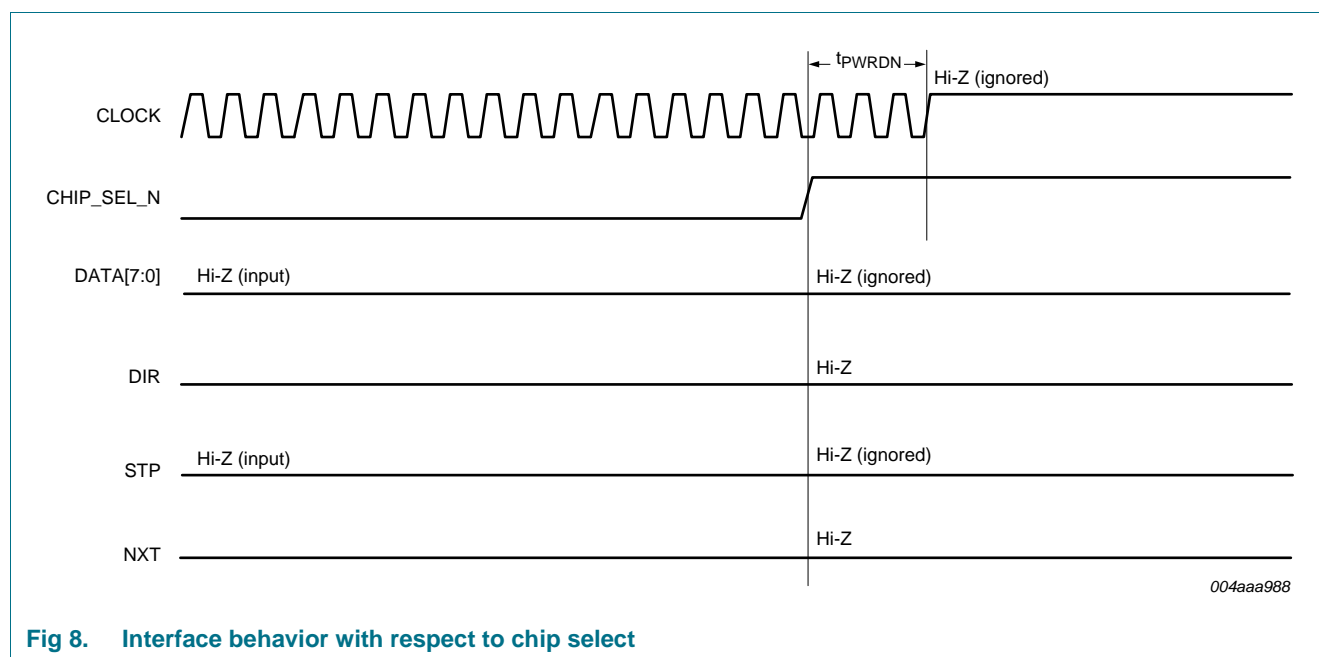 tPWRDN
Hi-Z (ignored)
CLOCK
CHIP_SEL_N
DATA[7:0] Hi-Z (input) Hi-Z (ignored)
DIR Hi-Z
STP Hi-Z (input) Hi-Z (ignored)
NXT Hi-Z
004aaa988
Fig 8. Interface behavior with respect to chip select